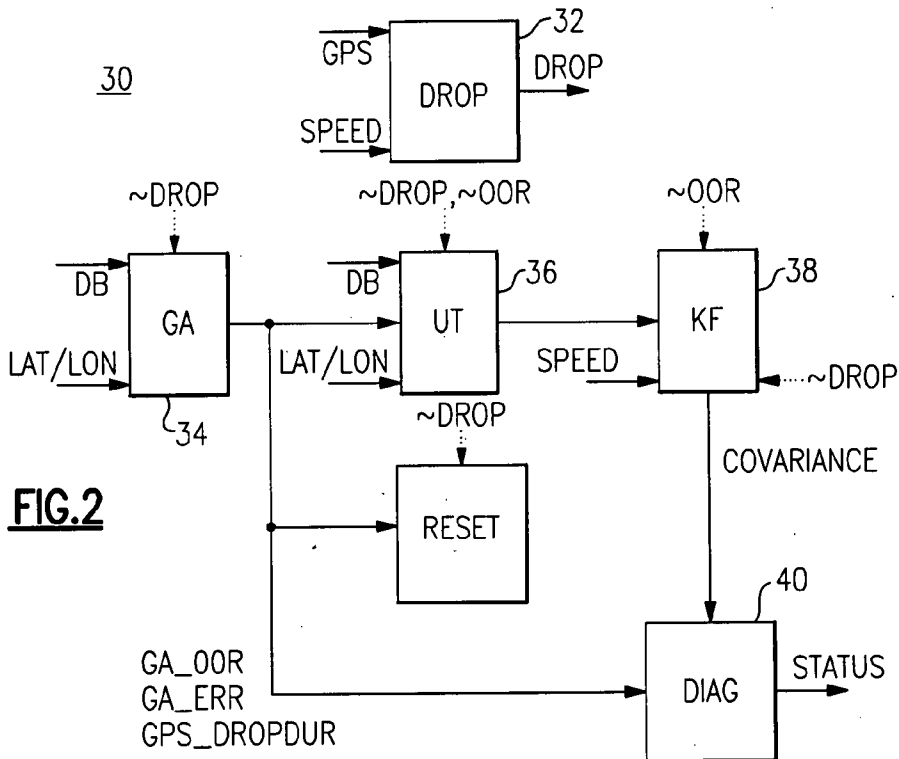 32
GPS
30
DROP
DROP
SPEED
~DROP
~DROP,~OOR
~OOR
DB
DB
36
38
GA
UT
KF
LAT/LON
LAT/LON
SPEED
~DROP
34
~DROP
COVARIANCE
FIG.2
RESET
40
GA_OOR
GA_ERR
GPS_DROPDUR
DIAG
STATUS